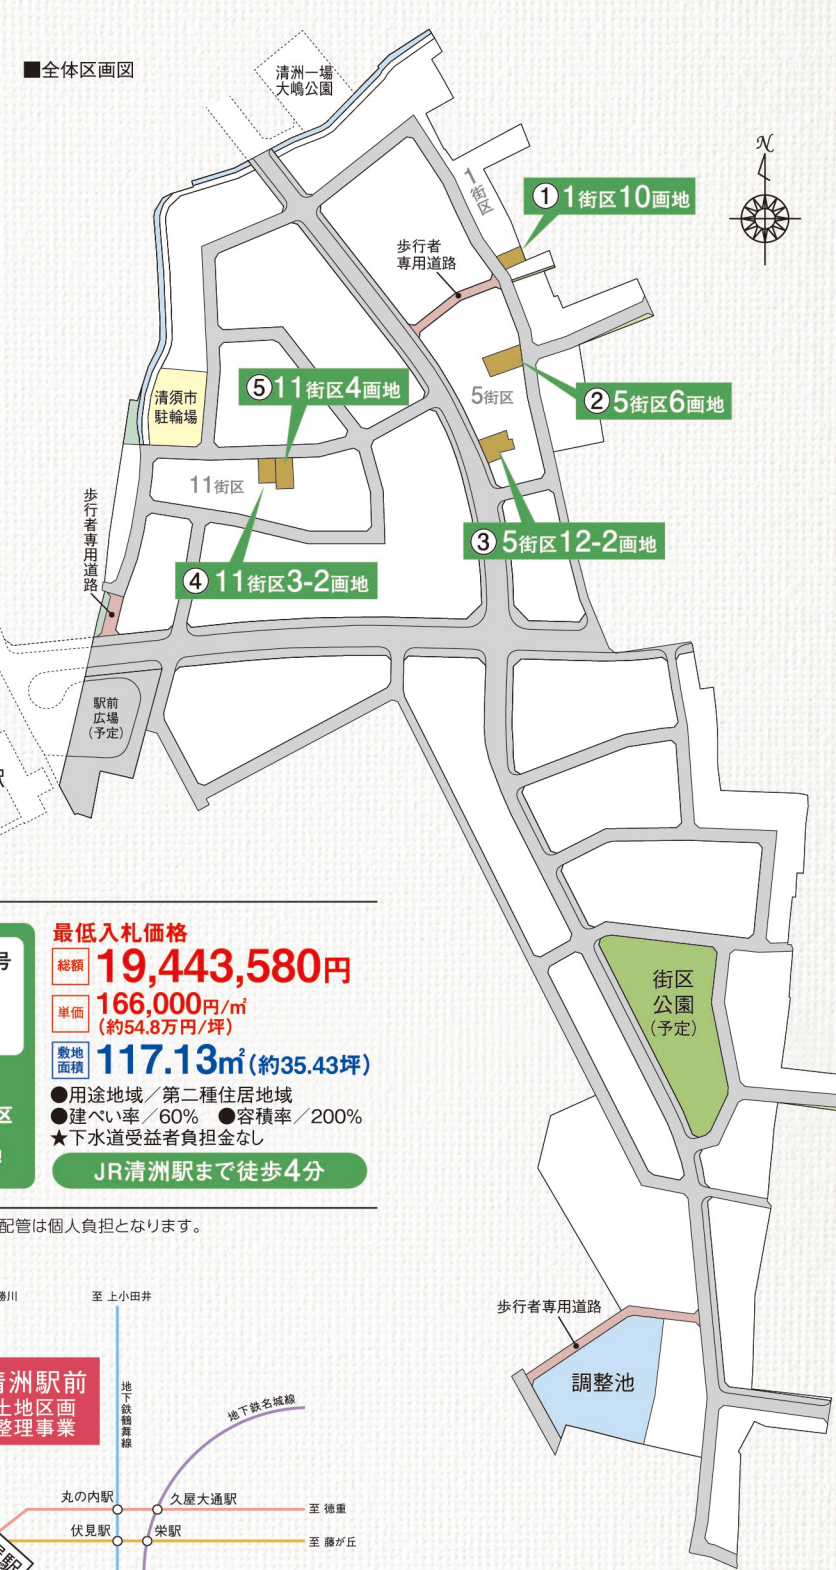 ■全体区画図
清洲一場
大嶋公園
N
1街区
①1街区10画地
歩行者
専用道路
清須市
駐輪場
⑤11街区4画地
5街区
②5街区6画地
11街区
③5街区12-2画地
④11街区3-2画地
歩行者専用道路
駅前
広場
(予定)
駅
最低入札価格
総額 19,443,580円
単価 166,000円/㎡
(約54.8万円/坪)
敷地面積 117.13㎡(約35.43坪)
●用途地域/第二種住居地域
●建ぺい率/60% ●容積率/200%
★下水道受益者負担金なし
JR清洲駅まで徒歩4分
号
区
配管は個人負担となります。
街区
公園
(予定)
歩行者専用道路
調整池
勝川
至 上小田井
清洲駅前
土地区画
整理事業
地下鉄鶴舞線
地下鉄名城線
丸の内駅
久屋大通駅
至 徳重
伏見駅
栄駅
至 藤が丘